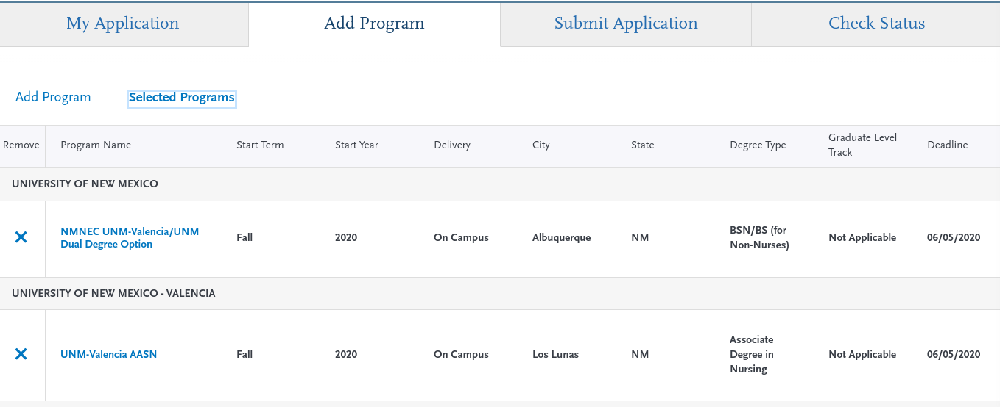 My Application
Add Program
Submit Application
Check Status
Add Program | Selected Programs
Remove
Program Name
Start Term
Start Year
Delivery
City
State
Degree Type
Graduate Level
Track
Deadline
UNIVERSITY OF NEW MEXICO
NMNEC UNM-Valencia/UNM
Dual Degree Option
Fall
2020
On Campus
Albuquerque
NM
BSN/BS (for
Non-Nurses)
Not Applicable
06/05/2020
UNIVERSITY OF NEW MEXICO - VALENCIA
UNM-Valencia AASN
Fall
2020
On Campus
Los Lunas
NM
Associate
Degree in
Nursing
Not Applicable
06/05/2020